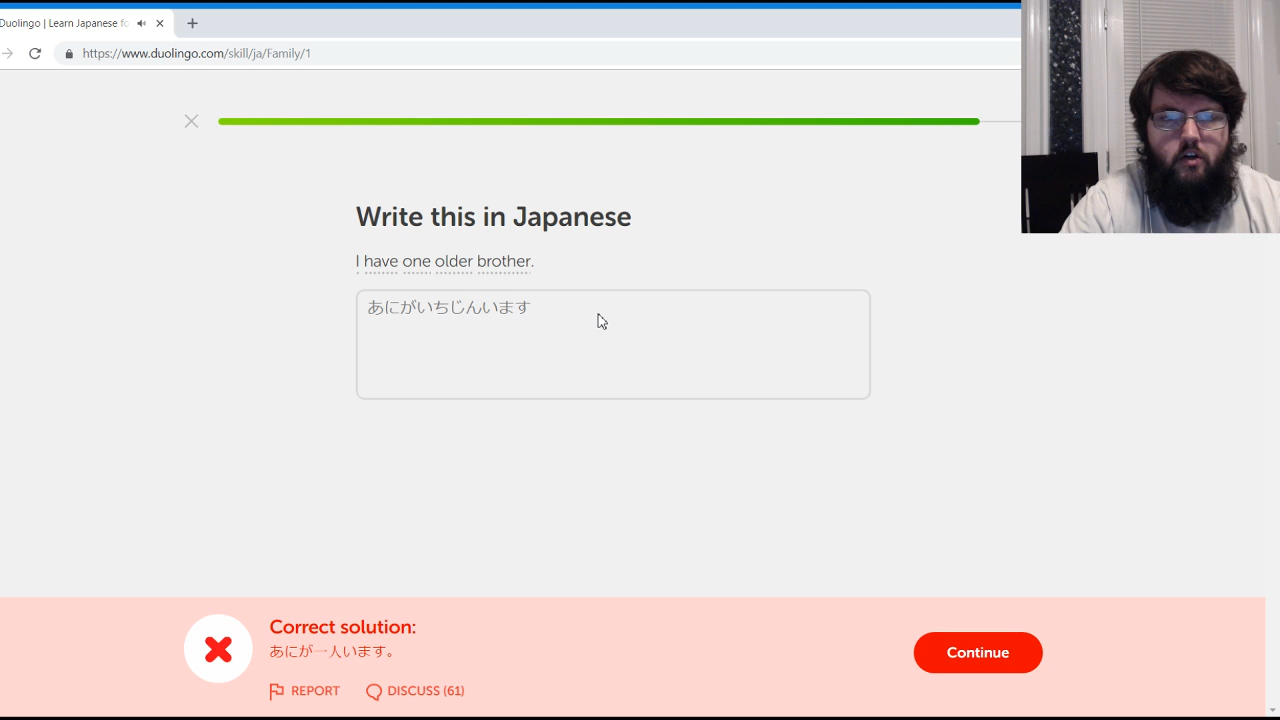 Duolingo | Learn Japanese fo
https://www.duolingo.com/skill/ja/Family/1
Write this in Japanese
I have one older brother.
あにがいちじんいます
Correct solution:
あにが一人います。
REPORT
DISCUSS (61)
Continue